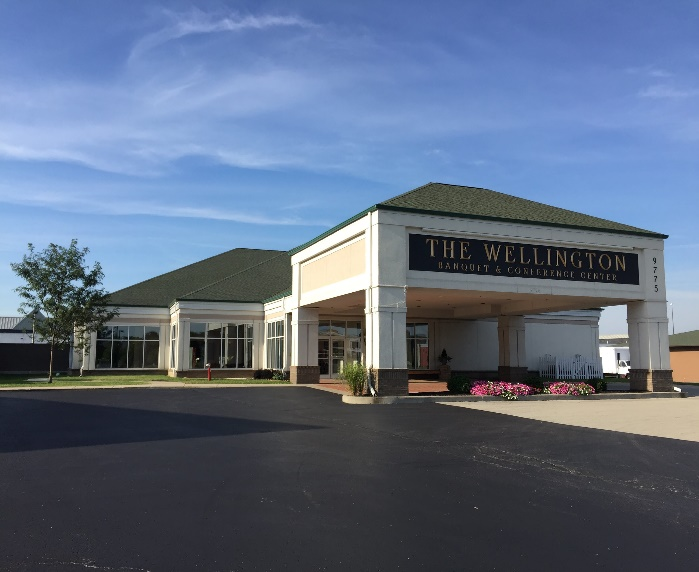 THE WELLINGTON
BANQUET & CONFERENCE CENTER
9775